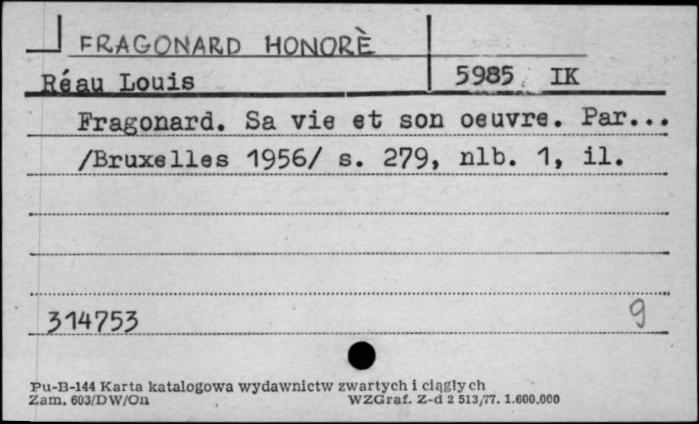 FRAGONARD HONORÈ
Réau Louis 5985 IK
Fragonard. Sa vie et son oeuvre. Par...
/Bruxelles 1956/ s. 279, nlb. 1, il.
314753 9
Pu-B-144 Karta katalogowa wydawnictw zwartych i ciągłych
Zam. 603/DW/On WZGraf. Z-d 2 513/77. 1.600.000